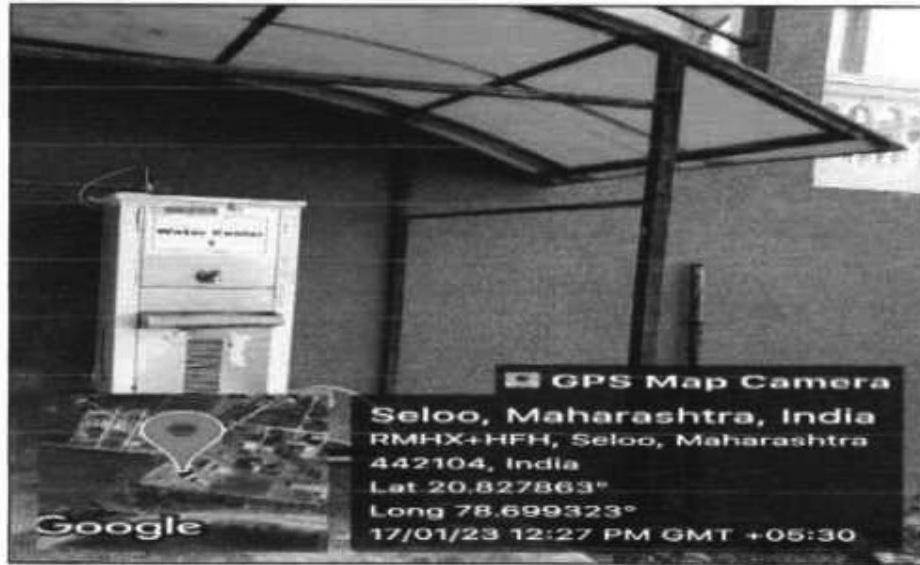 Water Cooler
GPS Map Camera
Seloo, Maharashtra, India
RMHX+HFH, Seloo, Maharashtra
442104, India
Lat 20.827863°
Long 78.699323°
17/01/23 12:27 PM GMT +05:30
Google